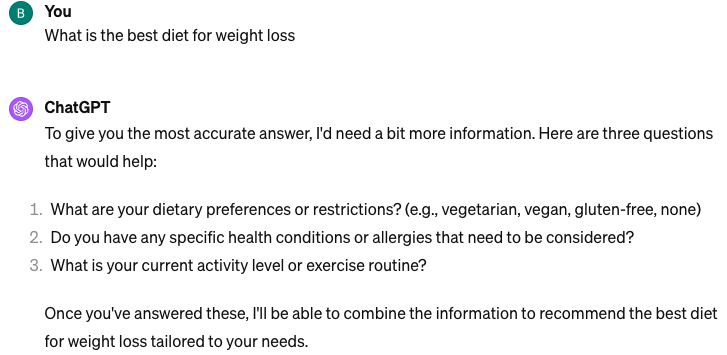 B You
What is the best diet for weight loss
ChatGPT
To give you the most accurate answer, I'd need a bit more information. Here are three questions
that would help:
1. What are your dietary preferences or restrictions? (e.g., vegetarian, vegan, gluten-free, none)
2. Do you have any specific health conditions or allergies that need to be considered?
3. What is your current activity level or exercise routine?
Once you've answered these, I'll be able to combine the information to recommend the best diet
for weight loss tailored to your needs.